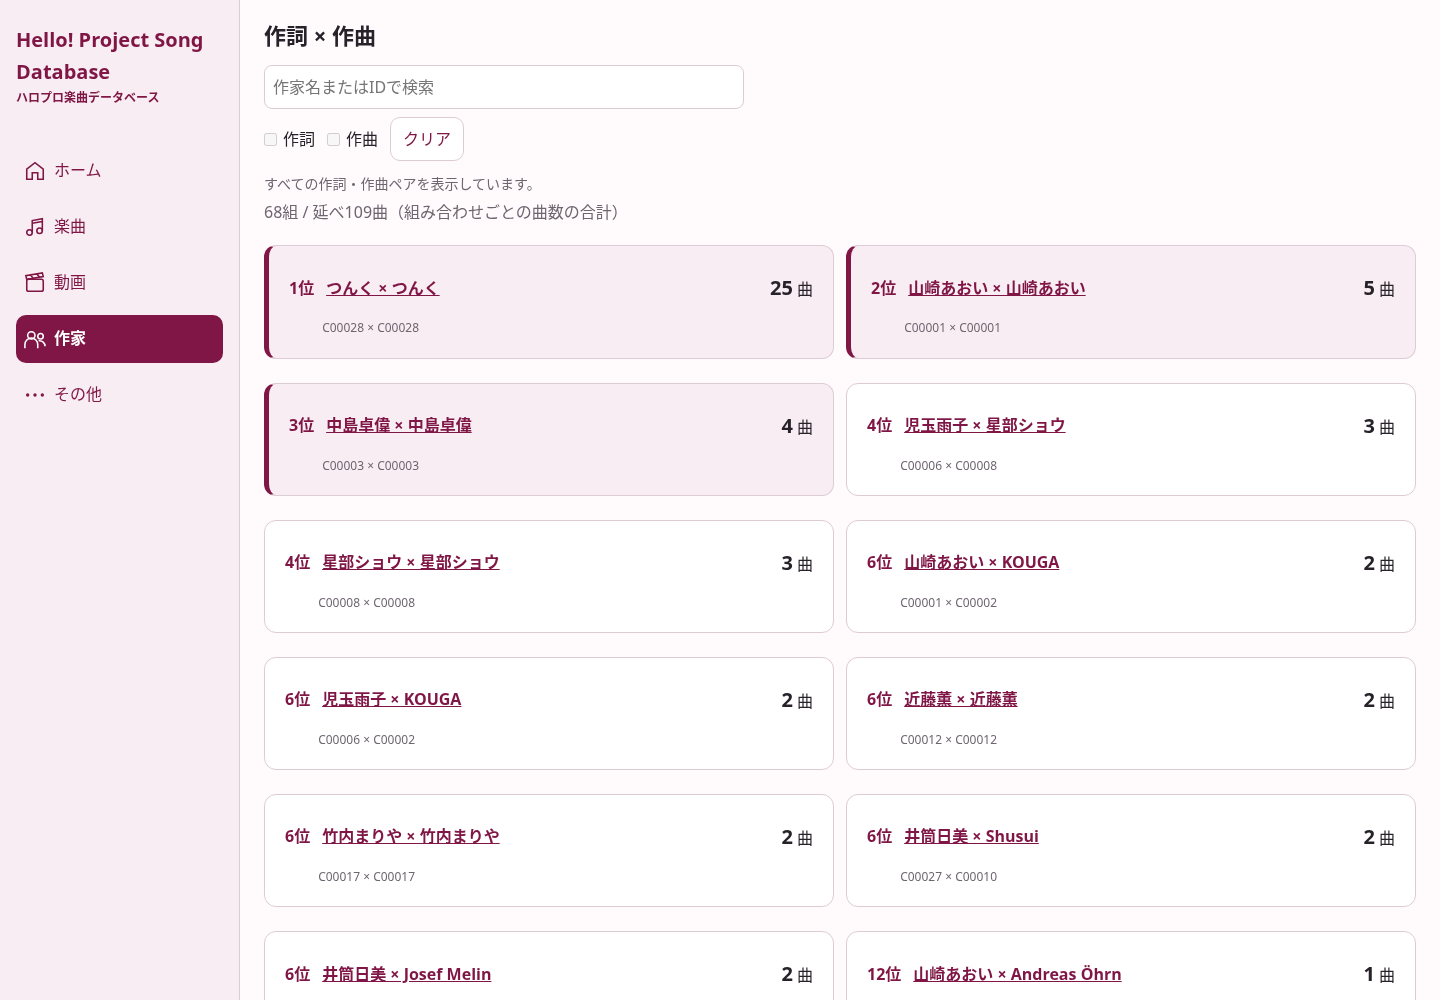 Hello! Project Song
Database
ハロプロ楽曲データベース
ホーム
楽曲
動画
作家
その他
作詞 × 作曲
作家名またはIDで検索
作詞 作曲 クリア
すべての作詞・作曲ペアを表示しています。
68組 / 延べ109曲（組み合わせごとの曲数の合計）
1位 つんく × つんく 25 曲
C00028 × C00028
2位 山崎あおい × 山崎あおい 5 曲
C00001 × C00001
3位 中島卓偉 × 中島卓偉 4 曲
C00003 × C00003
4位 児玉雨子 × 星部ショウ 3 曲
C00006 × C00008
4位 星部ショウ × 星部ショウ 3 曲
C00008 × C00008
6位 山崎あおい × KOUGA 2 曲
C00001 × C00002
6位 児玉雨子 × KOUGA 2 曲
C00006 × C00002
6位 近藤薫 × 近藤薫 2 曲
C00012 × C00012
6位 竹内まりや × 竹内まりや 2 曲
C00017 × C00017
6位 井筒日美 × Shusui 2 曲
C00027 × C00010
6位 井筒日美 × Josef Melin 2 曲
12位 山崎あおい × Andreas Öhrn 1 曲